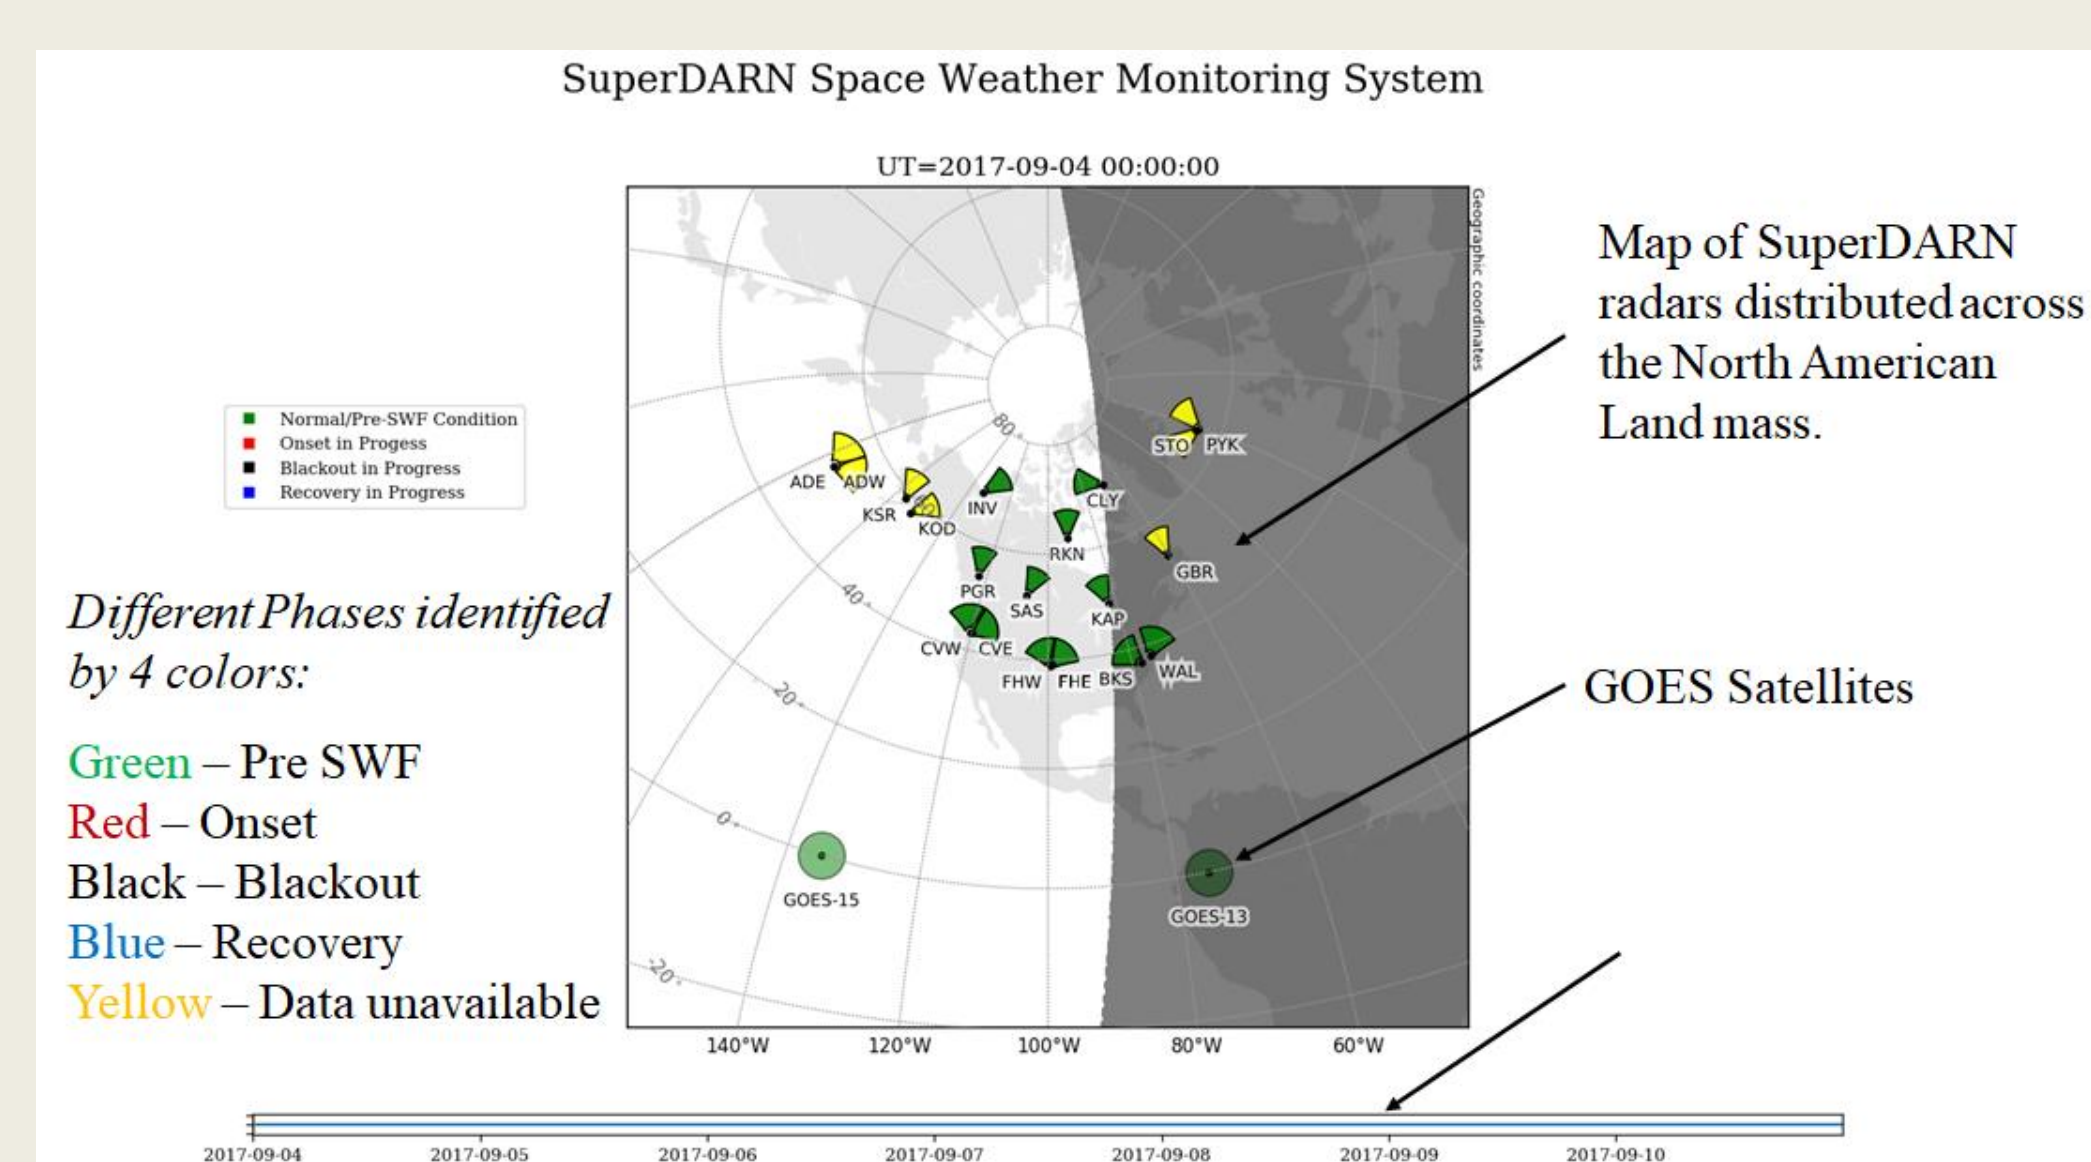 SuperDARN Space Weather Monitoring System
UT=2017-09-04 00:00:00
Geographic coordinates
Map of SuperDARN
radars distributed across
the North American
Land mass.
Normal/Pre-SWF Condition
Onset in Progess
Blackout in Progress
Recovery in Progress
80°
STO PYK
ADE ADW
KSR
KOD
INV
CLY
60°
RKN
GBR
PGR
SAS
KAP
40°
CVW CVE
FHW FHE BKS
WAL
20°
0°
-20°
Different Phases identified
by 4 colors:
Green – Pre SWF
Red – Onset
Black – Blackout
Blue – Recovery
Yellow – Data unavailable
GOES Satellites
GOES-15
GOES-13
140°W 120°W 100°W 80°W 60°W
2017-09-04 2017-09-05 2017-09-06 2017-09-07 2017-09-08 2017-09-09 2017-09-10